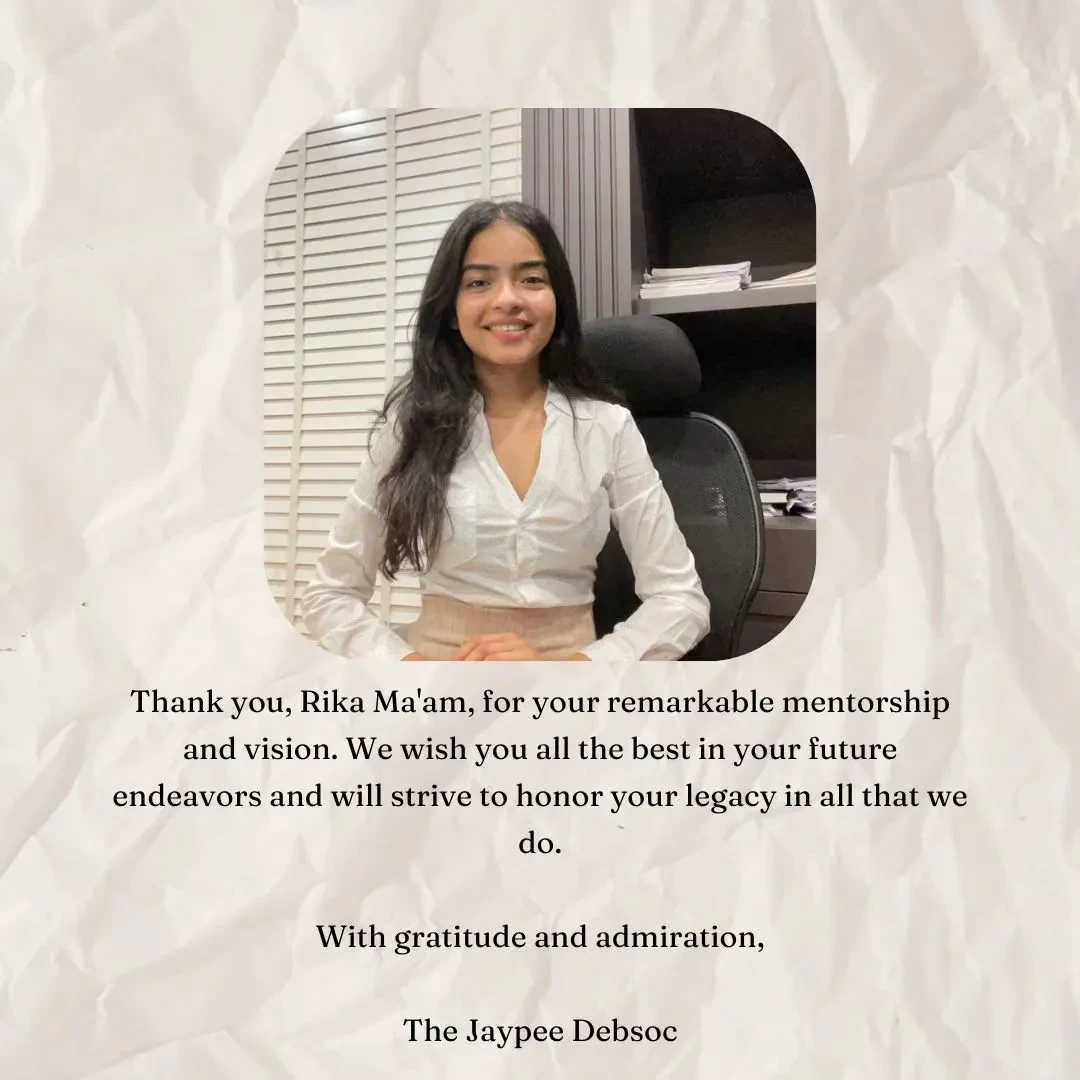 Thank you, Rika Ma'am, for your remarkable mentorship
and vision. We wish you all the best in your future
endeavors and will strive to honor your legacy in all that we
do.
With gratitude and admiration,
The Jaypee Debsoc